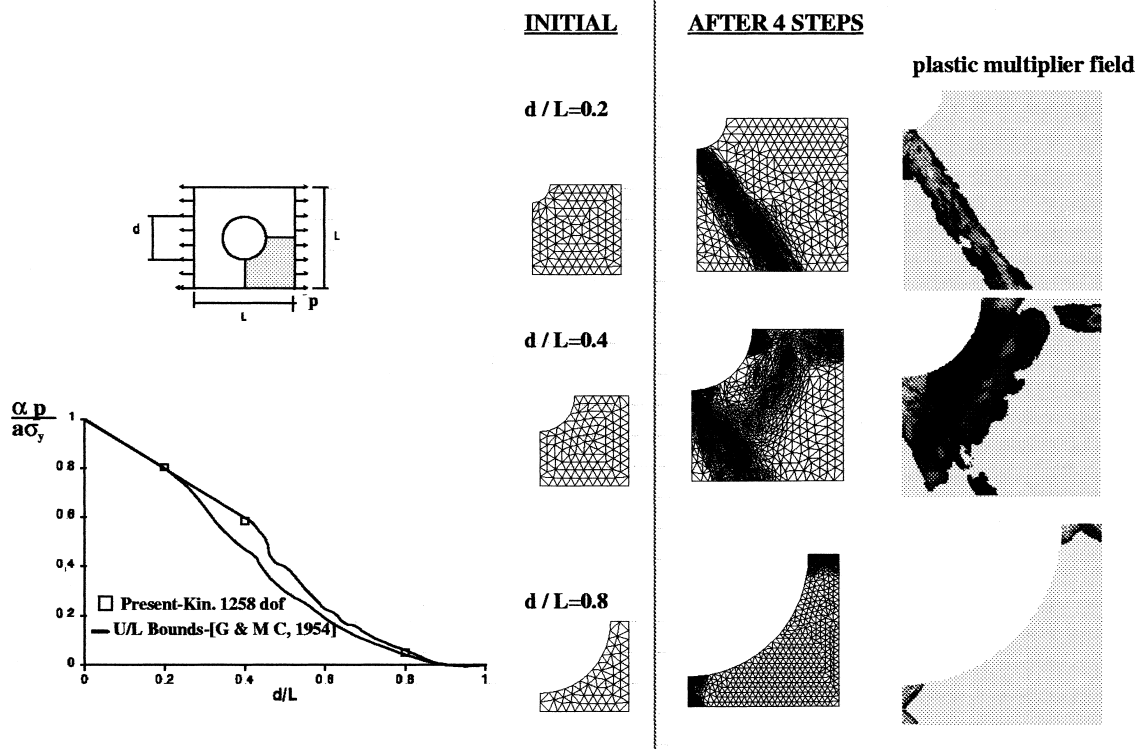 INITIAL
AFTER 4 STEPS
plastic multiplier field
d / L=0.2
d
L
L
p
d / L=0.4
α p
aσy
1
0.8
0.6
0.4
0.2
0
Present-Kin. 1258 dof
U/L Bounds-[G & M C, 1954]
0
0.2
0.4
0.6
0.8
1
d/L
d / L=0.8